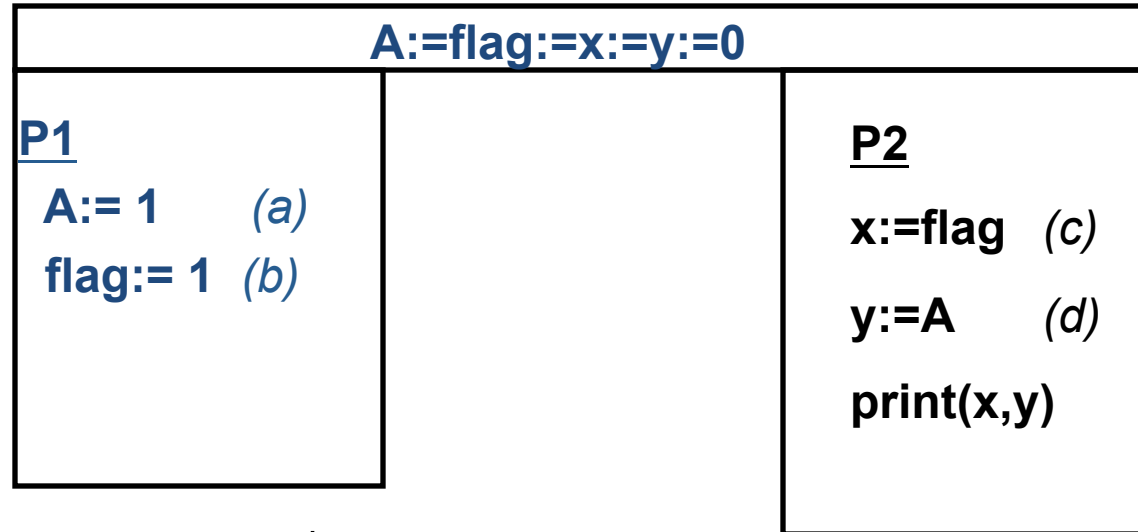 A:=flag:=x:=y:=0
P1
A:= 1 (a)
flag:= 1 (b)
P2
x:=flag (c)
y:=A (d)
print(x,y)